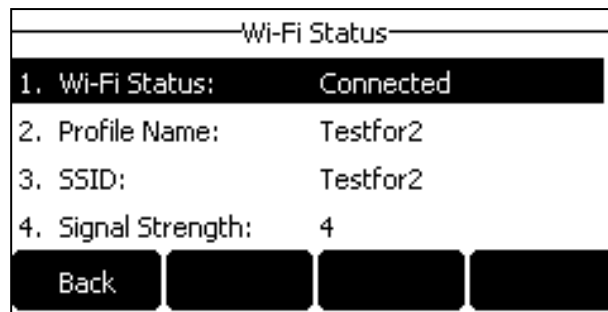 Wi-Fi Status
1. Wi-Fi Status: Connected
2. Profile Name: Testfor2
3. SSID: Testfor2
4. Signal Strength: 4
Back